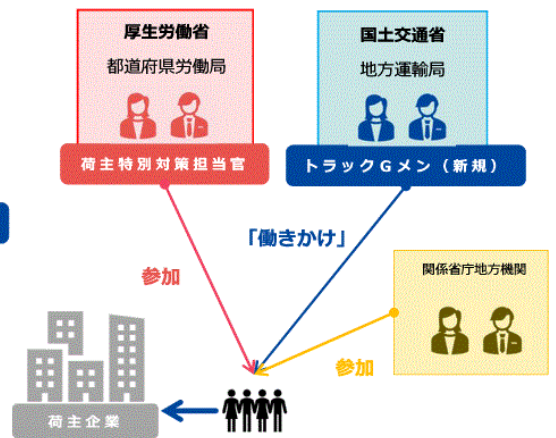 厚生労働省
都道府県労働局
荷主特別対策担当官
国土交通省
地方運輸局
トラックGメン（新規）
「働きかけ」
参加
関係省庁地方機関
参加
荷主企業